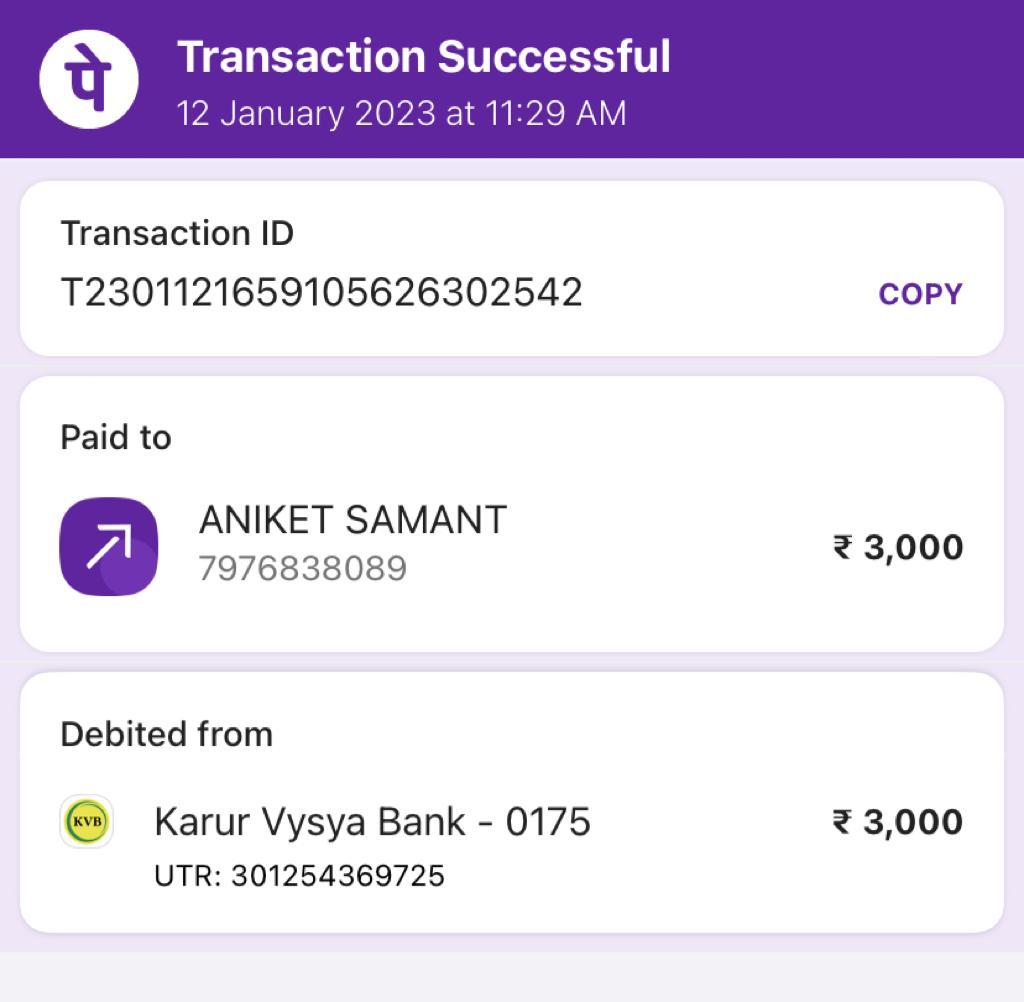 पे
Transaction Successful
12 January 2023 at 11:29 AM
Transaction ID
T2301121659105626302542
COPY
Paid to
ANIKET SAMANT
7976838089
₹ 3,000
Debited from
KVB
Karur Vysya Bank - 0175
₹ 3,000
UTR: 301254369725